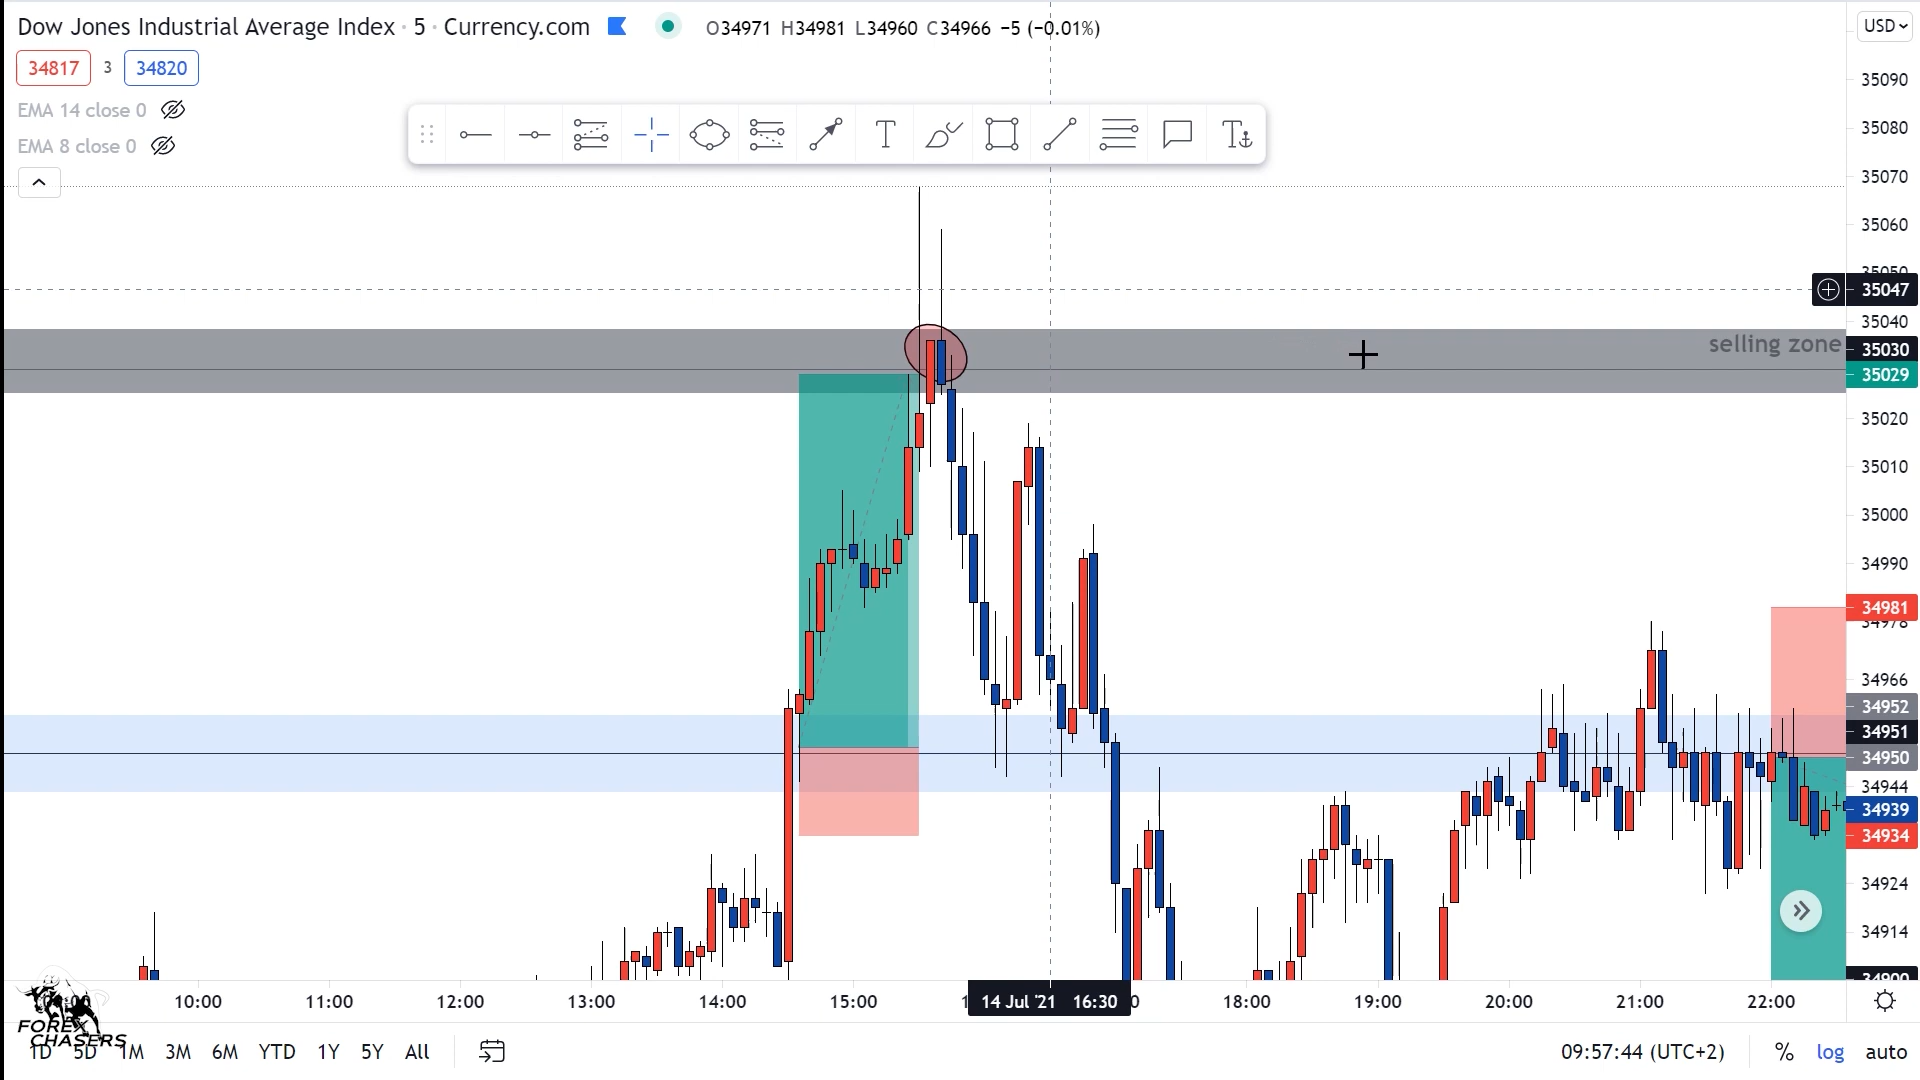 Dow Jones Industrial Average Index · 5 · Currency.com O34971 H34981 L34960 C34966 −5 (−0.01%) USD
34817 3 34820
EMA 14 close 0
EMA 8 close 0
35090
35080
35070
35060
35050
35047
35040
selling zone
35030
35029
35020
35010
35000
34990
34981
34978
34966
34952
34951
34950
34944
34939
34934
34924
34914
34900
10:00 11:00 12:00 13:00 14:00 15:00 14 Jul '21 16:30 18:00 19:00 20:00 21:00 22:00
FOREX
CHASERS
1D 5D 1M 3M 6M YTD 1Y 5Y All 09:57:44 (UTC+2) % log auto